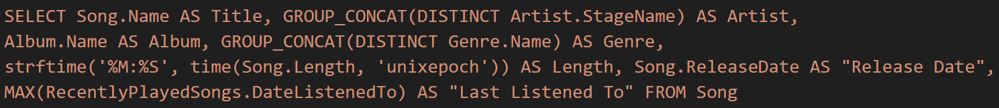 SELECT Song.Name AS Title, GROUP_CONCAT(DISTINCT Artist.StageName) AS Artist,
Album.Name AS Album, GROUP_CONCAT(DISTINCT Genre.Name) AS Genre,
strftime('%M:%S', time(Song.Length, 'unixepoch')) AS Length, Song.ReleaseDate AS "Release Date",
MAX(RecentlyPlayedSongs.DateListenedTo) AS "Last Listened To" FROM Song